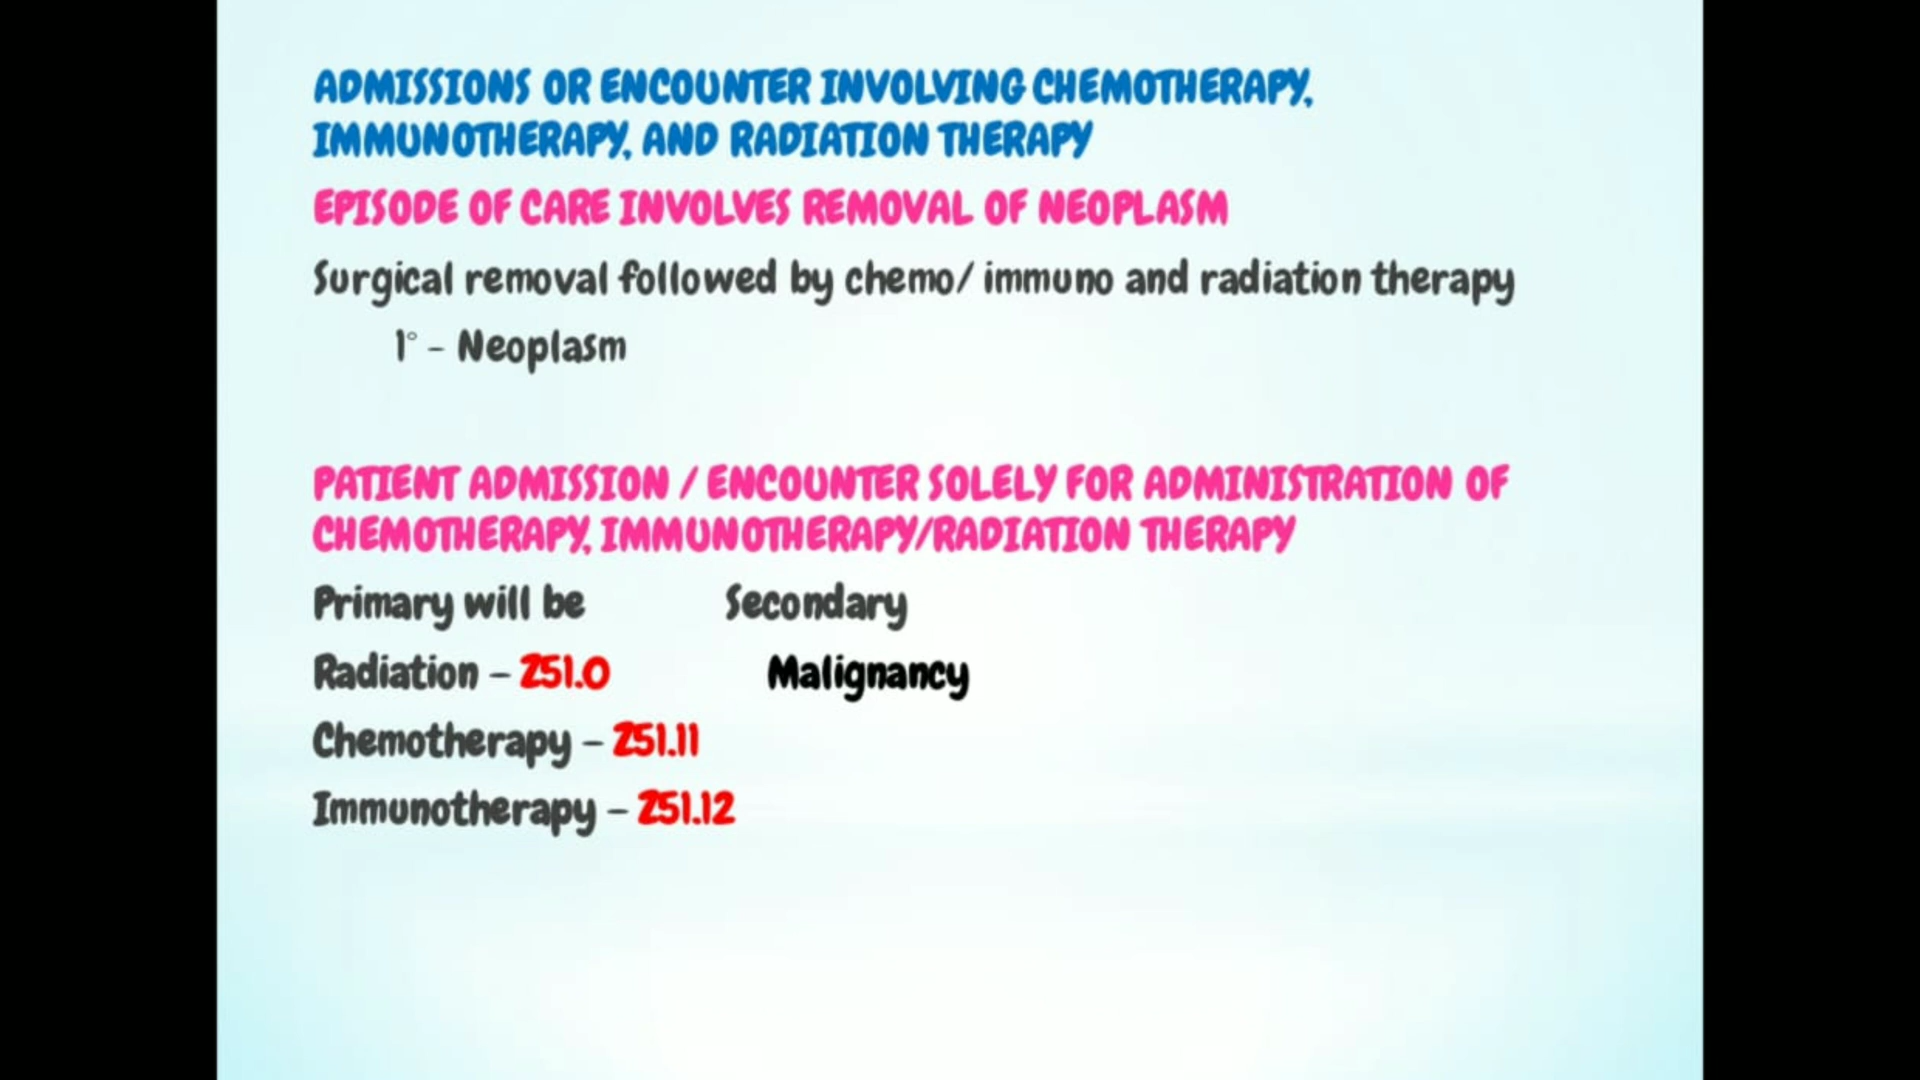 ADMISSIONS OR ENCOUNTER INVOLVING CHEMOTHERAPY,
IMMUNOTHERAPY, AND RADIATION THERAPY
EPISODE OF CARE INVOLVES REMOVAL OF NEOPLASM
Surgical removal followed by chemo/ immuno and radiation therapy
1° - Neoplasm
PATIENT ADMISSION / ENCOUNTER SOLELY FOR ADMINISTRATION OF
CHEMOTHERAPY, IMMUNOTHERAPY/RADIATION THERAPY
Primary will be Secondary
Radiation – Z51.0 Malignancy
Chemotherapy – Z51.11
Immunotherapy – Z51.12